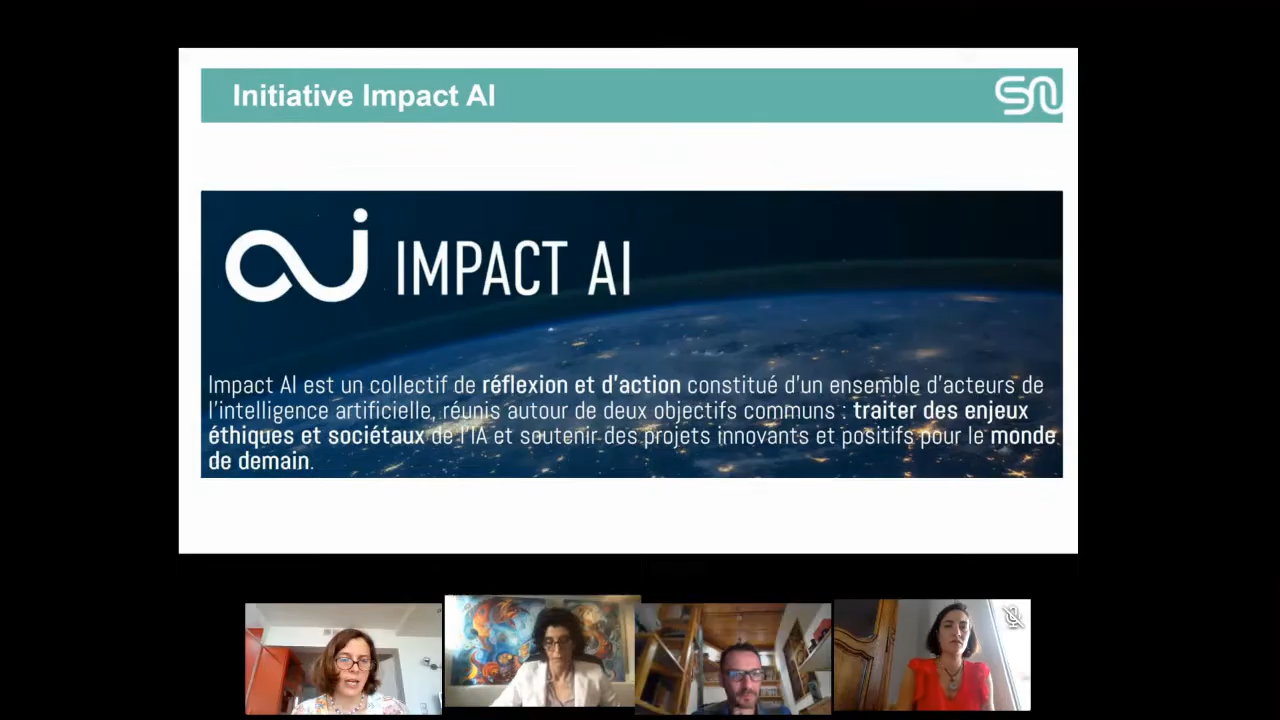 Initiative Impact AI
SN
IMPACT AI
Impact AI est un collectif de réflexion et d'action constitué d'un ensemble d'acteurs de
l'intelligence artificielle, réunis autour de deux objectifs communs : traiter des enjeux
éthiques et sociétaux de l'IA et soutenir des projets innovants et positifs pour le monde
de demain.